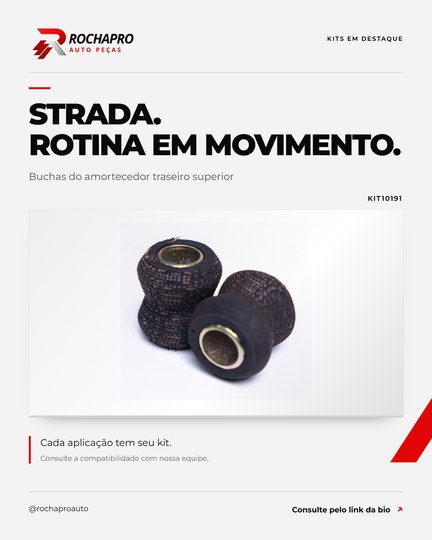 ROCHAPRO
AUTO PEÇAS
KITS EM DESTAQUE
STRADA.
ROTINA EM MOVIMENTO.
Buchas do amortecedor traseiro superior
KIT10191
Cada aplicação tem seu kit.
Consulte a compatibilidade com nossa equipe.
@rochaproauto
Consulte pelo link da bio